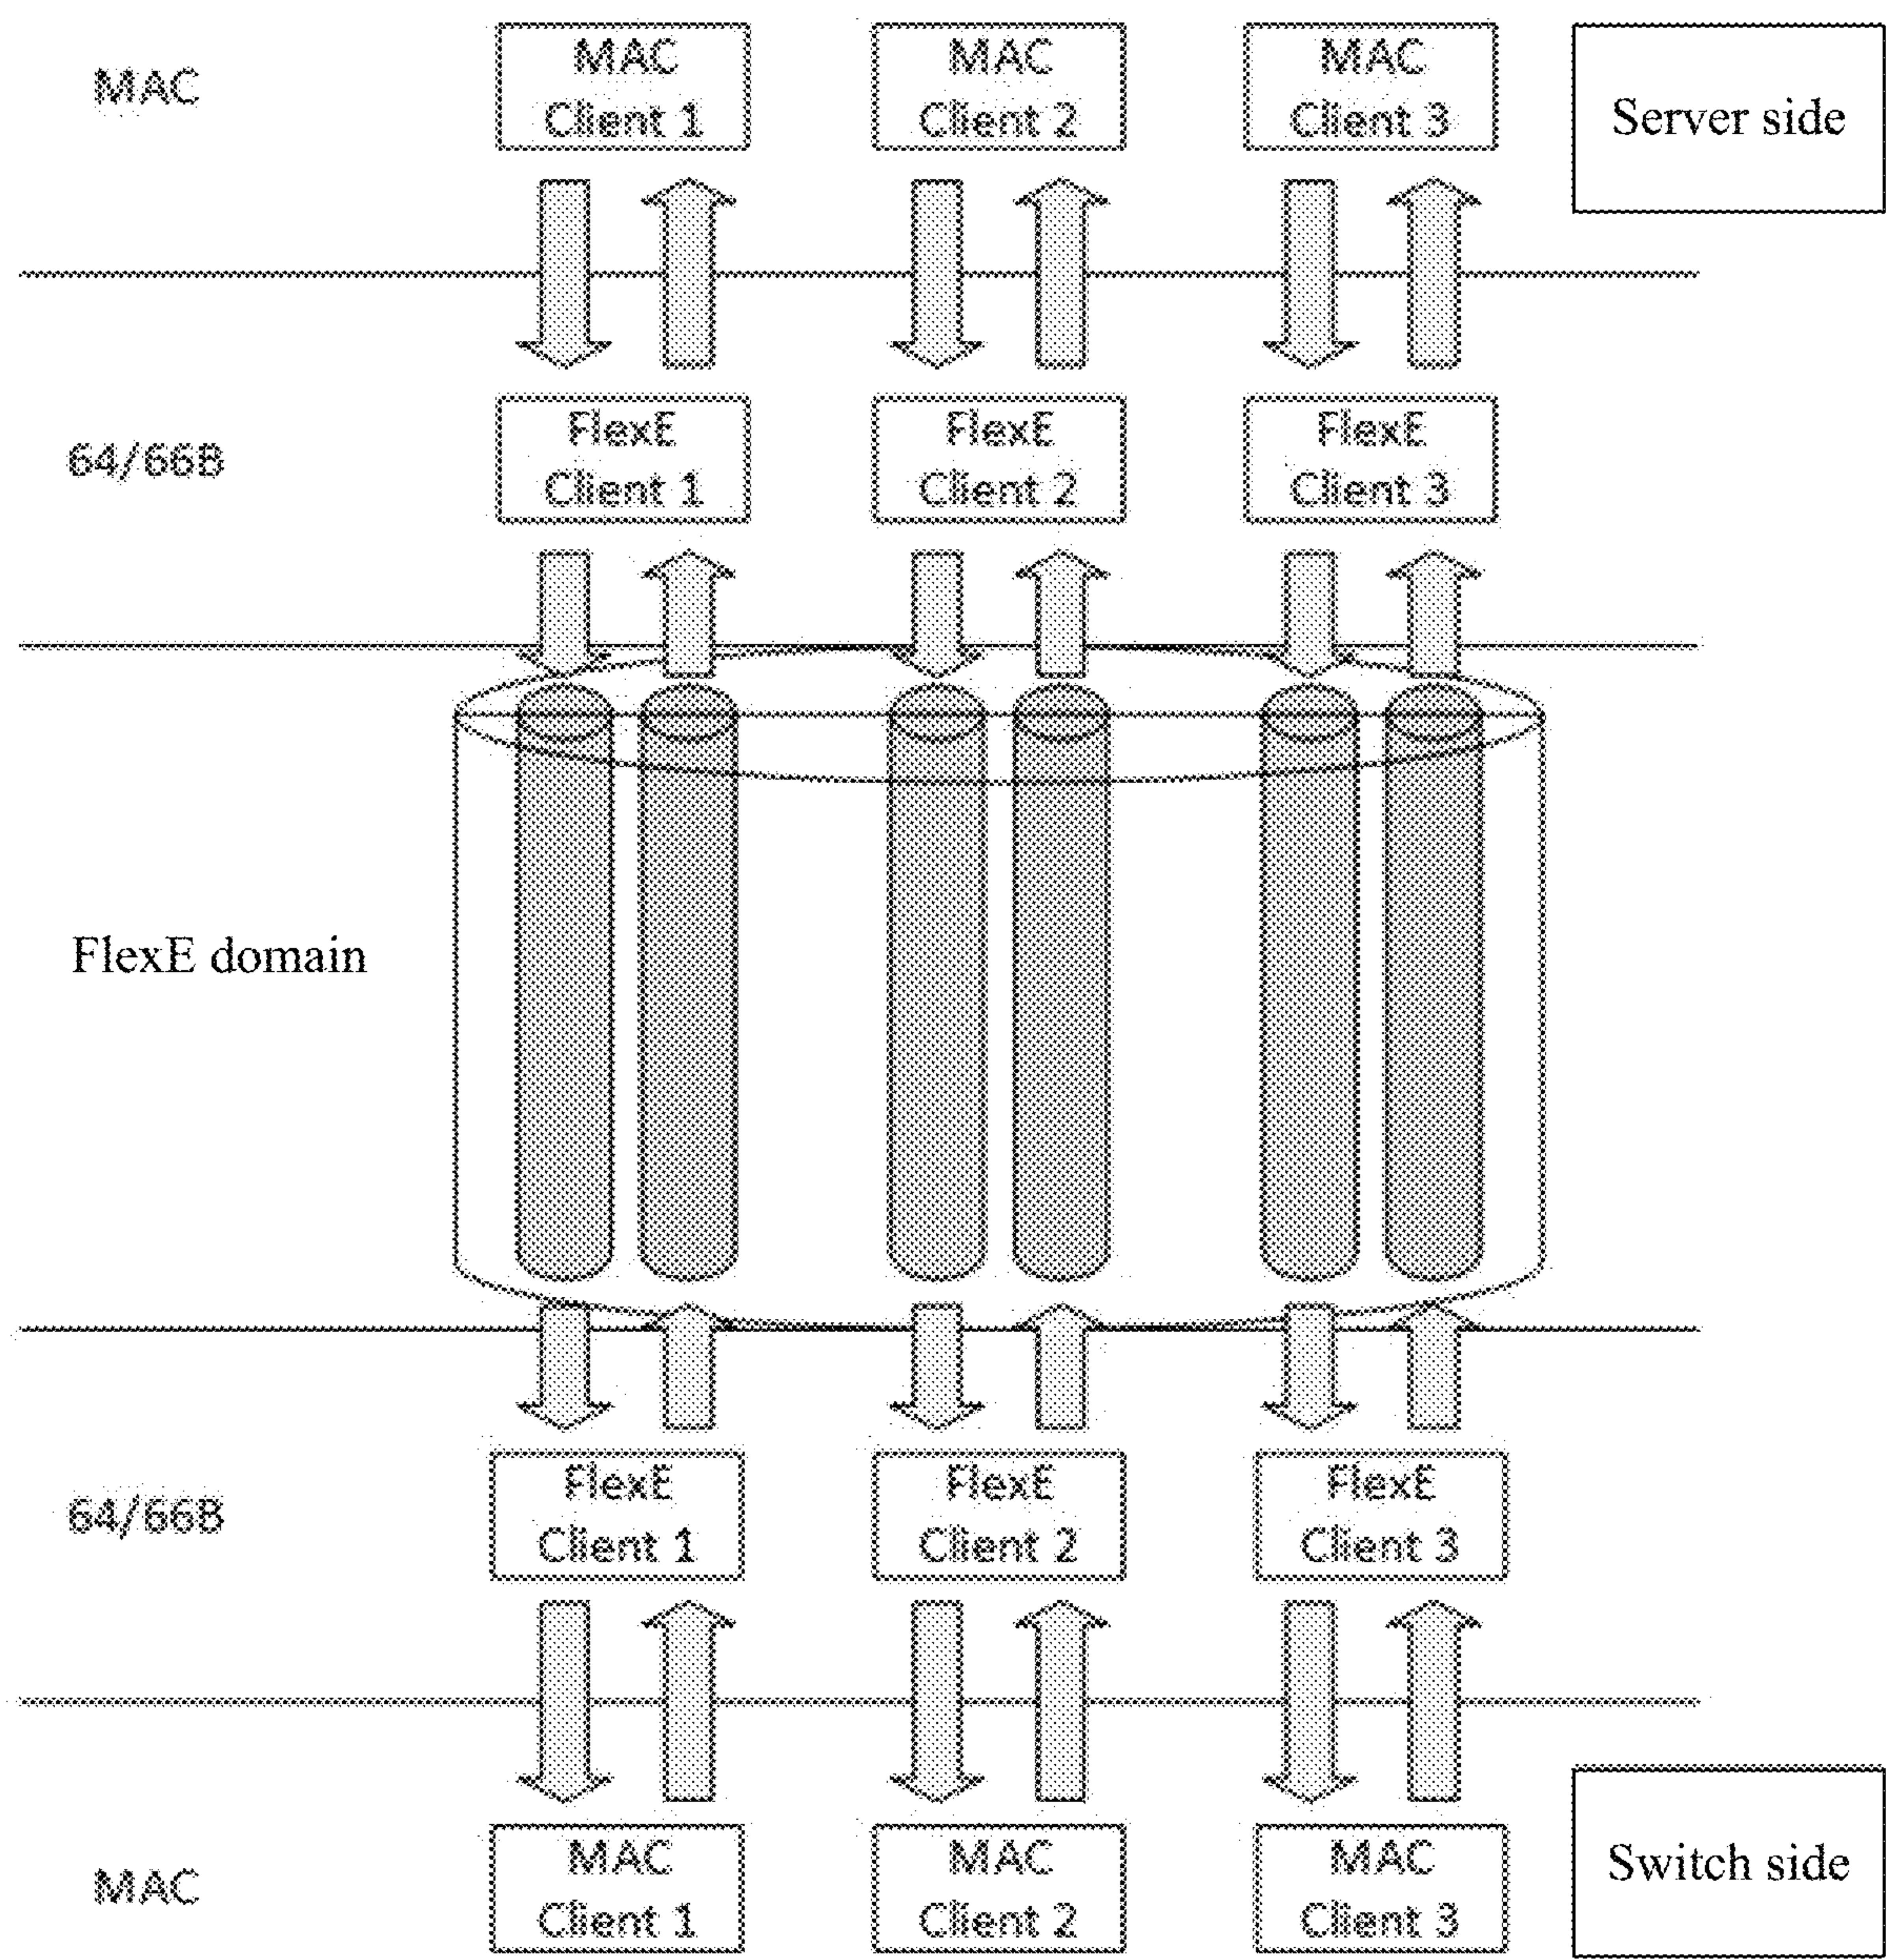 MAC
MAC
Client 1
MAC
Client 2
MAC
Client 3
Server side
64/66B
FlexE
Client 1
FlexE
Client 2
FlexE
Client 3
FlexE domain
64/66B
FlexE
Client 1
FlexE
Client 2
FlexE
Client 3
MAC
MAC
Client 1
MAC
Client 2
MAC
Client 3
Switch side